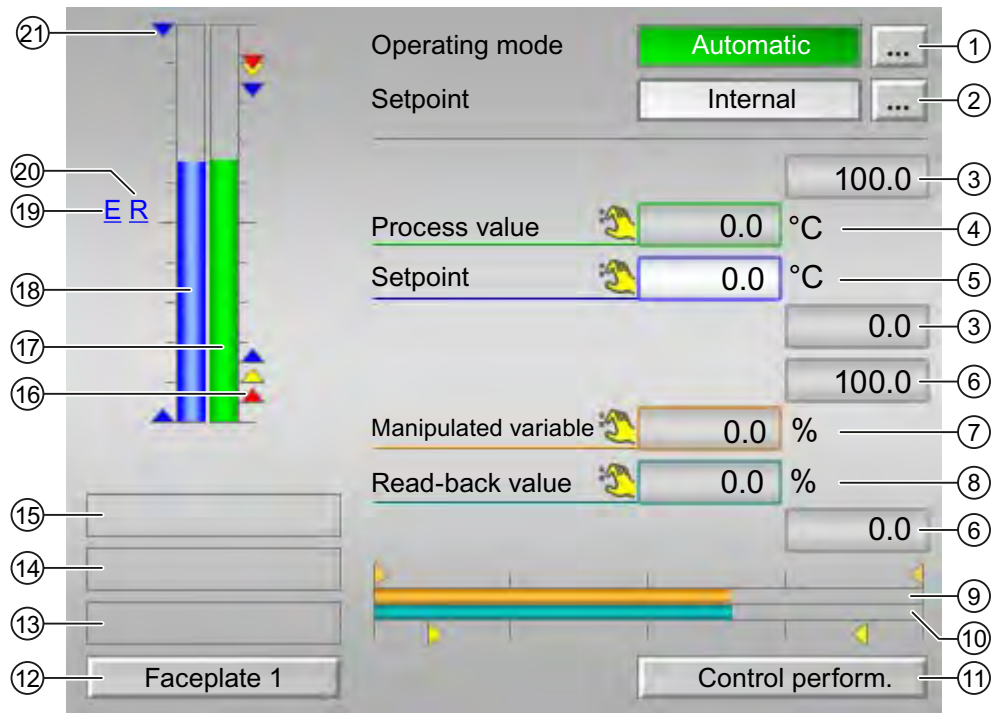 21
Operating mode
Automatic
...
1
Setpoint
Internal
...
2
100.0
3
20
19
E R
Process value
0.0
°C
4
Setpoint
0.0
°C
5
18
0.0
3
17
100.0
6
16
Manipulated variable
0.0
%
7
Read-back value
0.0
%
8
15
0.0
6
14
9
13
10
12
Faceplate 1
Control perform.
11